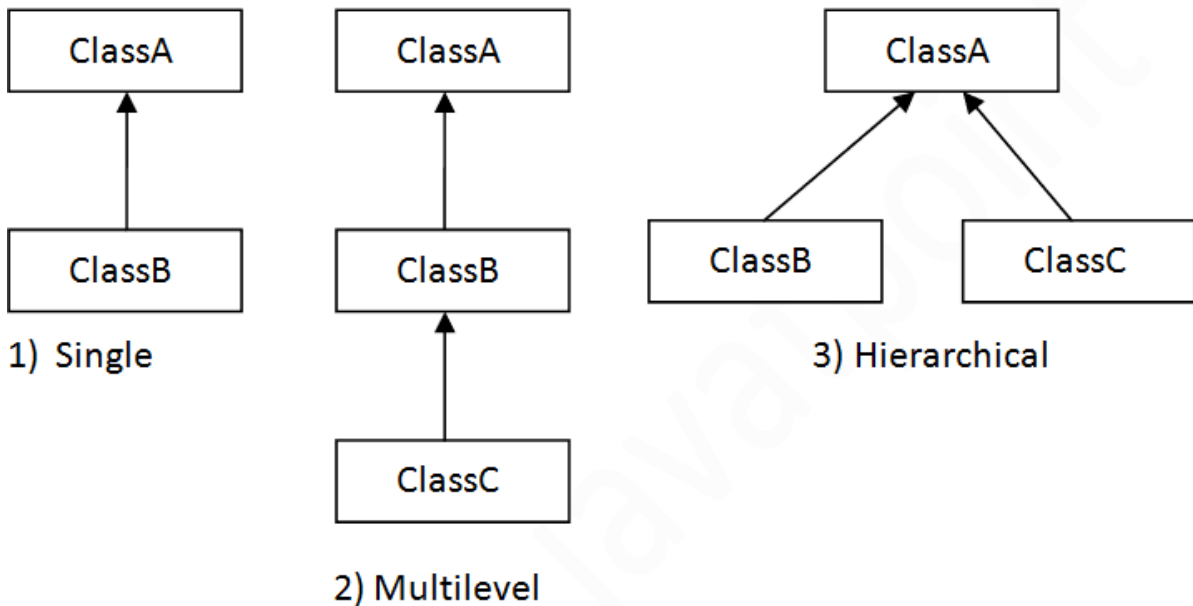 ClassA
ClassB
1) Single
ClassA
ClassB
ClassC
2) Multilevel
ClassA
ClassB
ClassC
3) Hierarchical